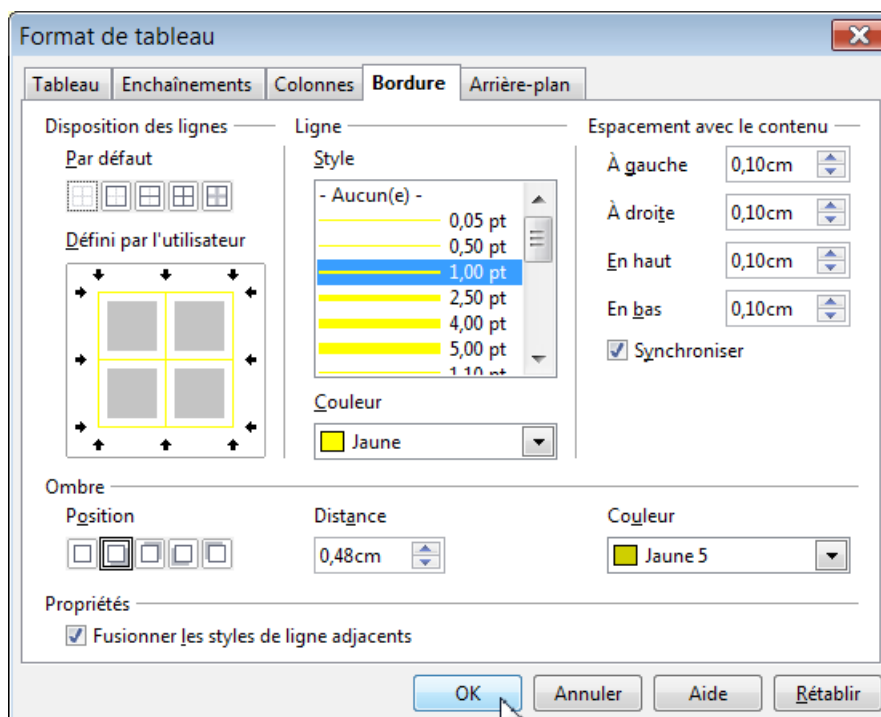 Format de tableau
Tableau Enchaînements Colonnes Bordure Arrière-plan
Disposition des lignes
Par défaut
Défini par l'utilisateur
Ligne
Style
- Aucun(e) -
0,05 pt
0,50 pt
1,00 pt
2,50 pt
4,00 pt
5,00 pt
1,10 pt
Couleur
Jaune
Espacement avec le contenu
À gauche 0,10cm
À droite 0,10cm
En haut 0,10cm
En bas 0,10cm
Synchroniser
Ombre
Position
Distance
0,48cm
Couleur
Jaune 5
Propriétés
Fusionner les styles de ligne adjacents
OK Annuler Aide Rétablir